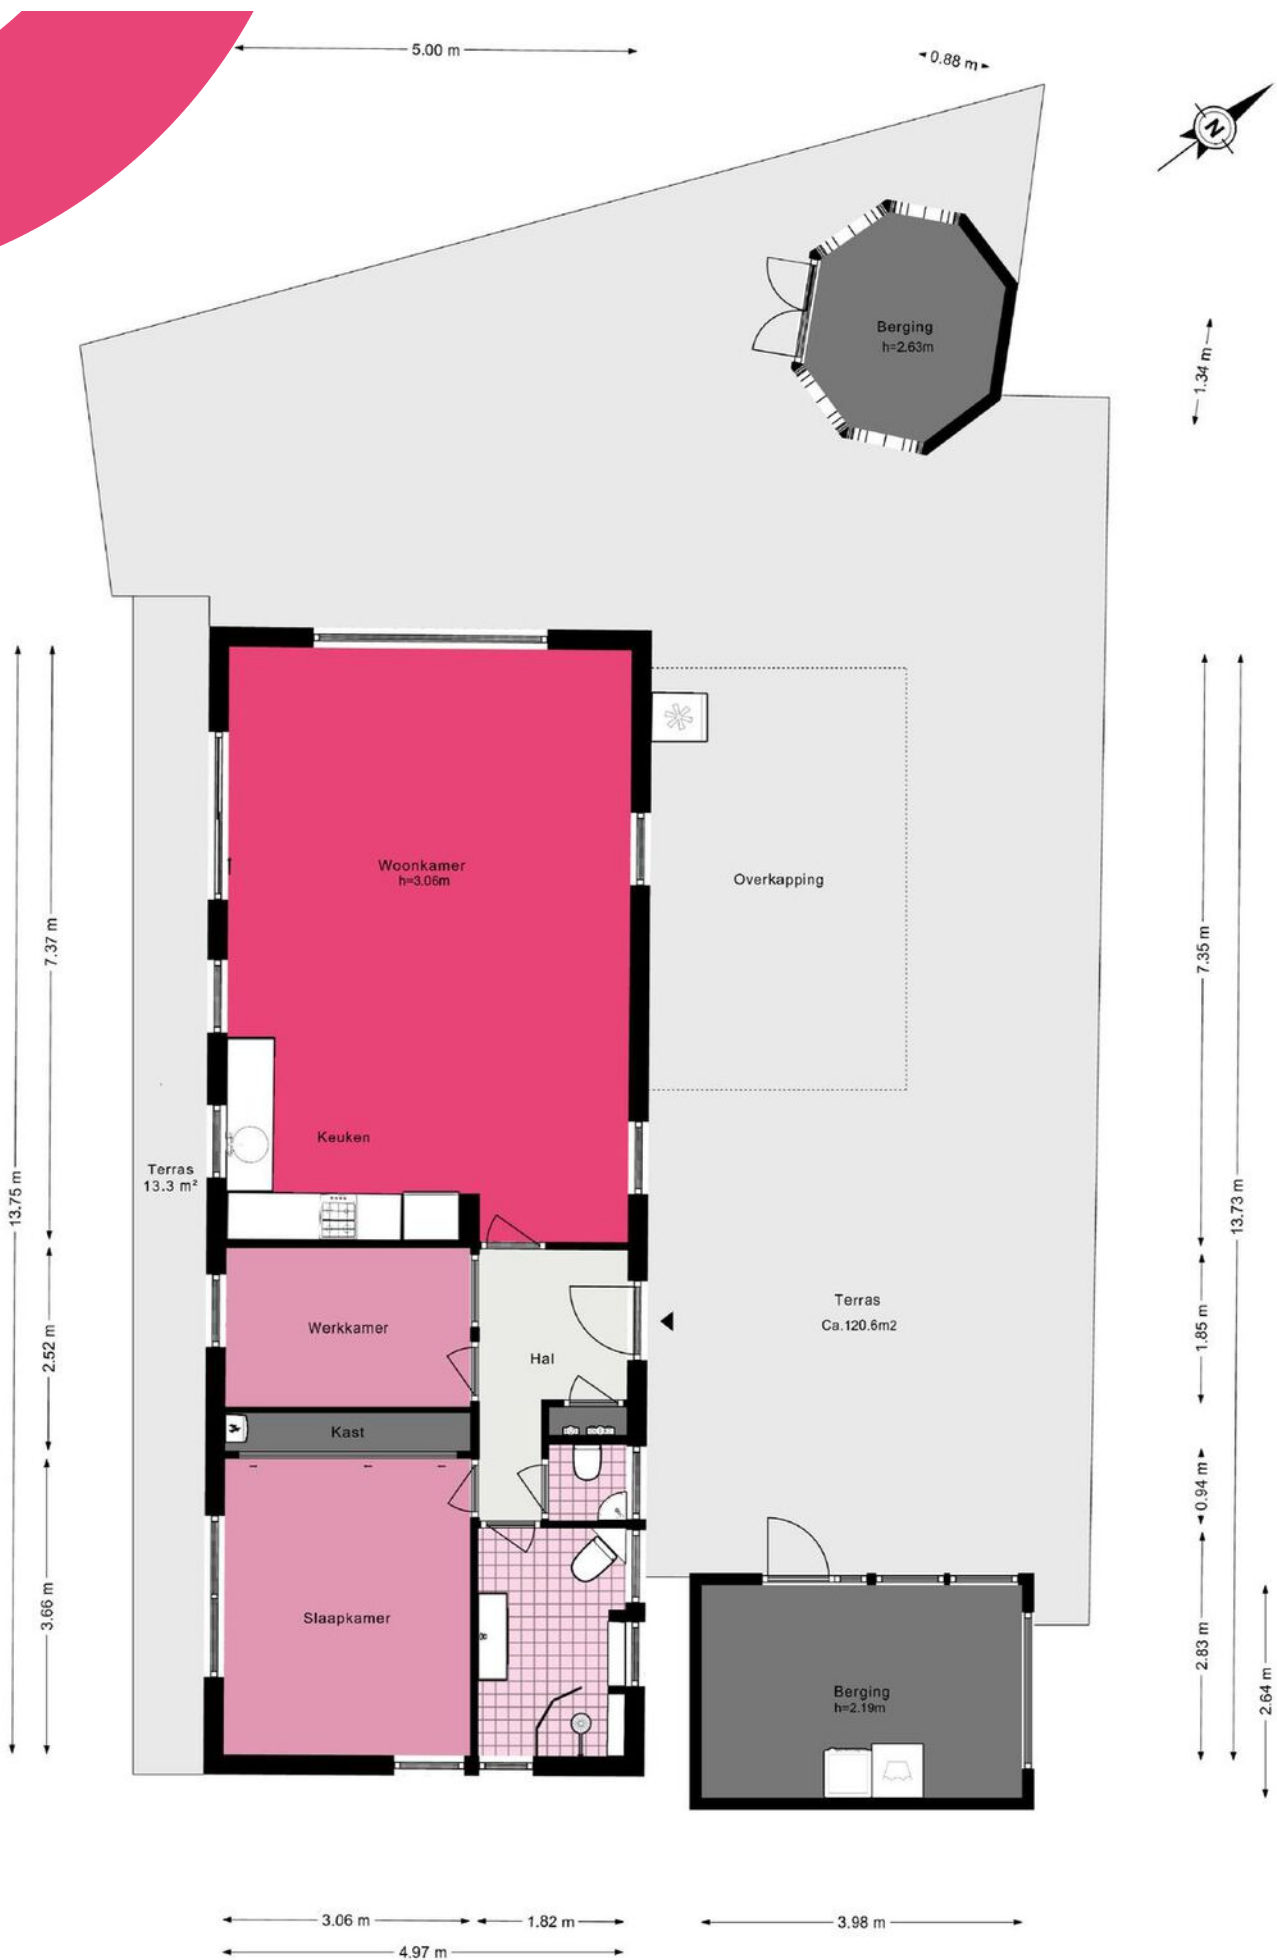 5.00 m
0.88 m
N
Berging
h=2.63m
1.34 m
Woonkamer
h=3.06m
Overkapping
7.37 m
7.35 m
Keuken
Terras
13.3 m²
13.75 m
13.73 m
Terras
Ca.120.6m2
Werkkamer
2.52 m
1.85 m
Hal
Kast
0.94 m
Slaapkamer
3.66 m
2.83 m
2.64 m
Berging
h=2.19m
3.06 m
1.82 m
3.98 m
4.97 m